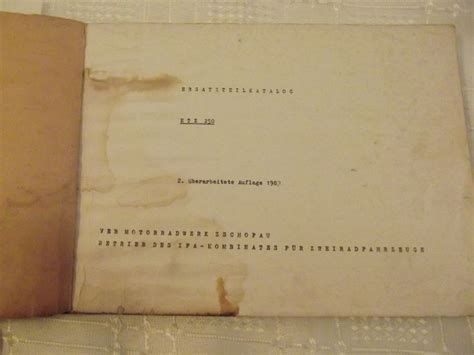 ERSATZTEILKATALOG
ETZ 250
2. überarbeitete Auflage
VEB MOTORRADWERK ZSCHOPAU
BETRIEB DES IFA-KOMBINATES FÜR ZWEIRADFAHRZEUGE